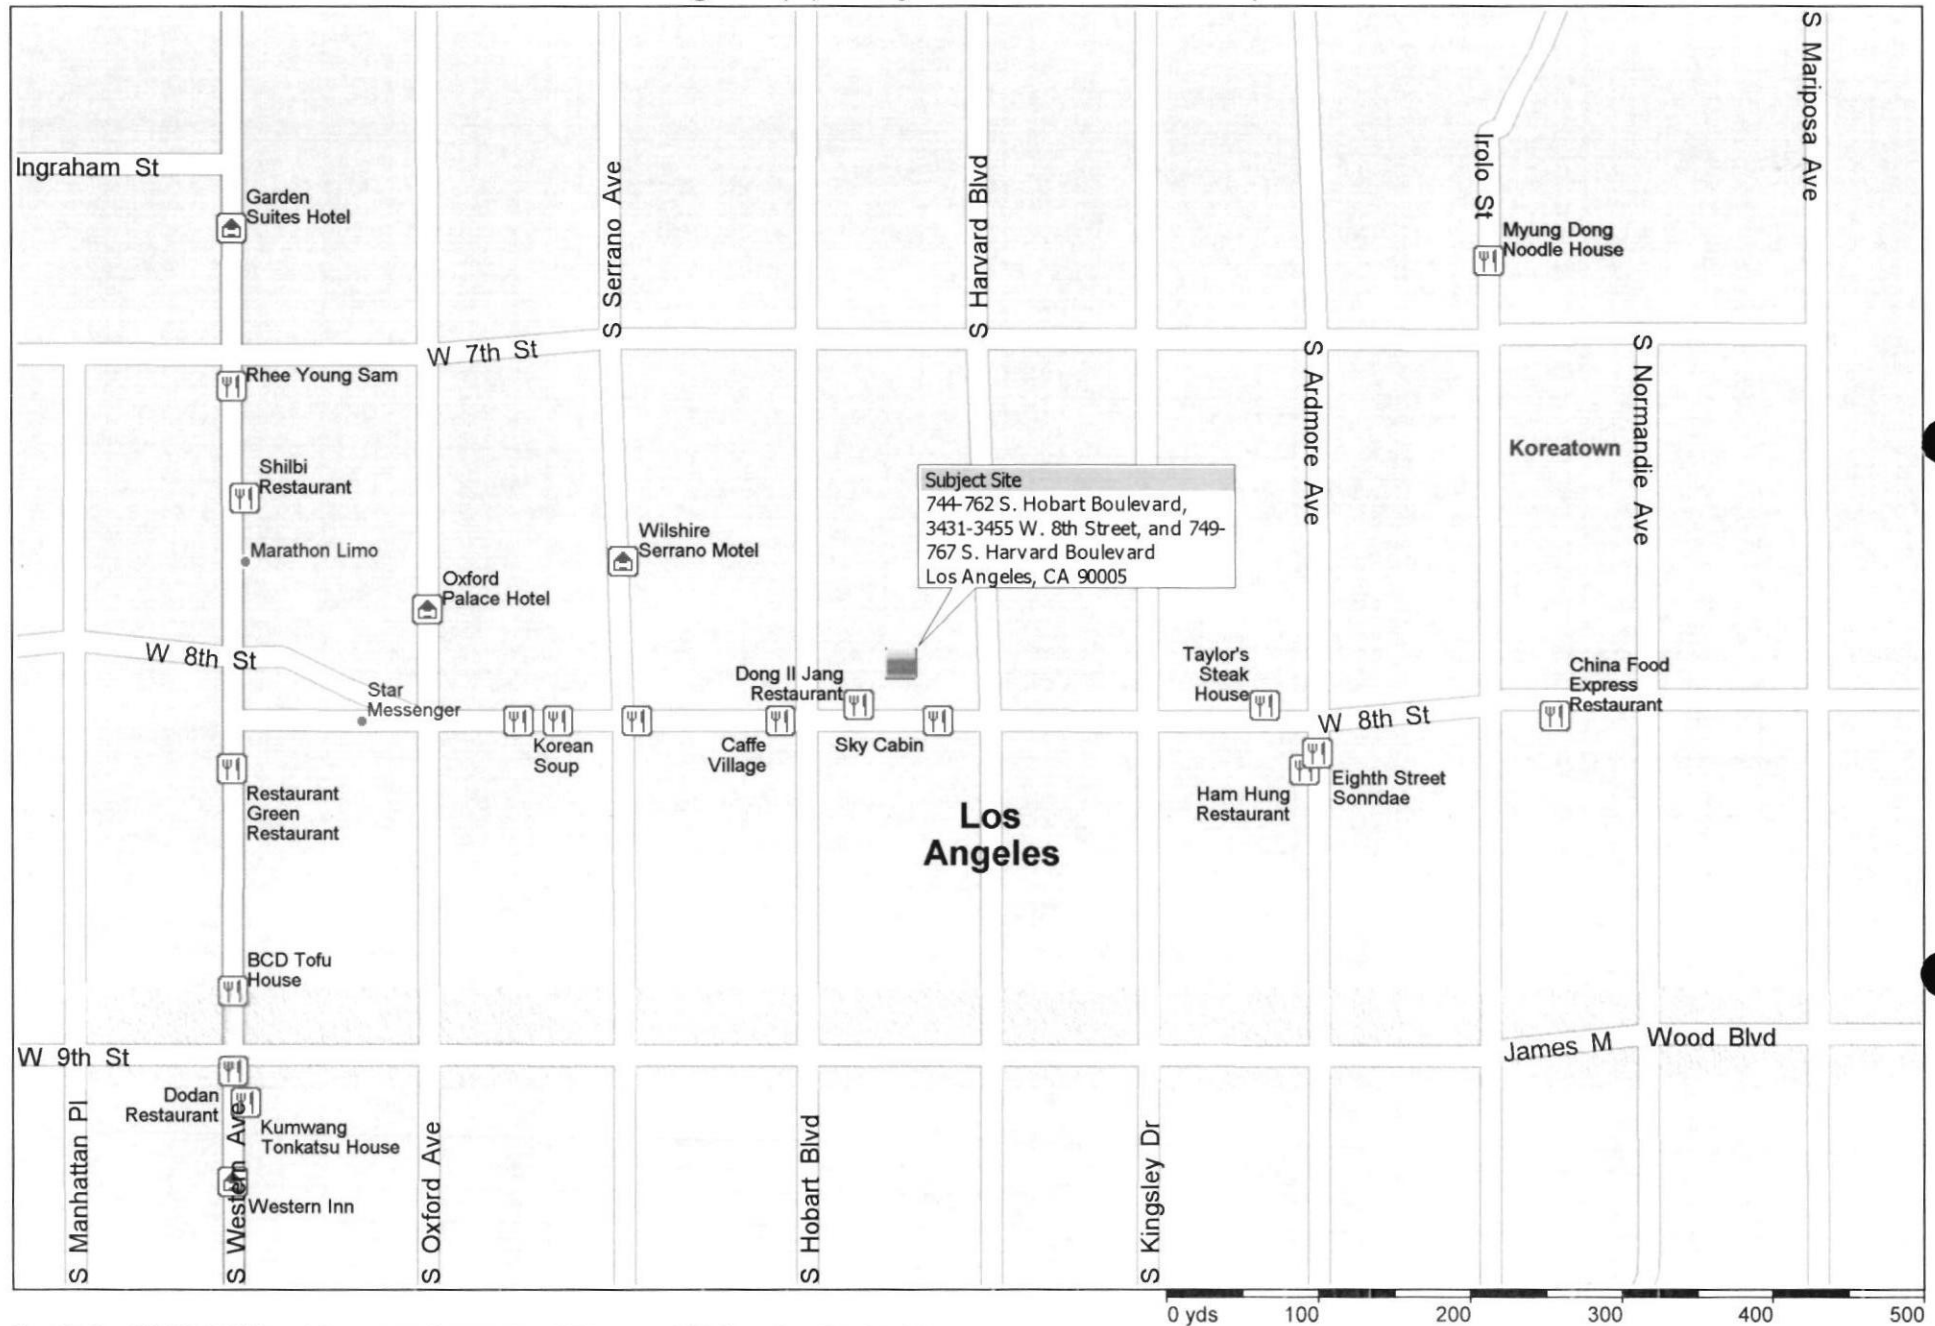 S Mariposa Ave
Ingraham St
Garden
Suites Hotel
S Serrano Ave
S Harvard Blvd
Irolo St
Myung Dong
Noodle House
W 7th St
Rhee Young Sam
S Ardmore Ave
S Normandie Ave
Koreatown
Shilbi
Restaurant
Subject Site
744-762 S. Hobart Boulevard,
3431-3455 W. 8th Street, and 749-
767 S. Harvard Boulevard
Los Angeles, CA 90005
Marathon Limo
Wilshire
Serrano Motel
Oxford
Palace Hotel
W 8th St
Star
Messenger
Dong Il Jang
Restaurant
Taylor's
Steak
House
China Food
Express
Restaurant
W 8th St
Korean
Soup
Caffe
Village
Sky Cabin
Restaurant
Green
Restaurant
Ham Hung
Restaurant
Eighth Street
Sonndae
Los
Angeles
BCD Tofu
House
W 9th St
James M Wood Blvd
Dodan
Restaurant
Kumwang
Tonkatsu House
Western Inn
S Manhattan Pl
S Western Ave
S Oxford Ave
S Hobart Blvd
S Kingsley Dr
0 yds 100 200 300 400 500